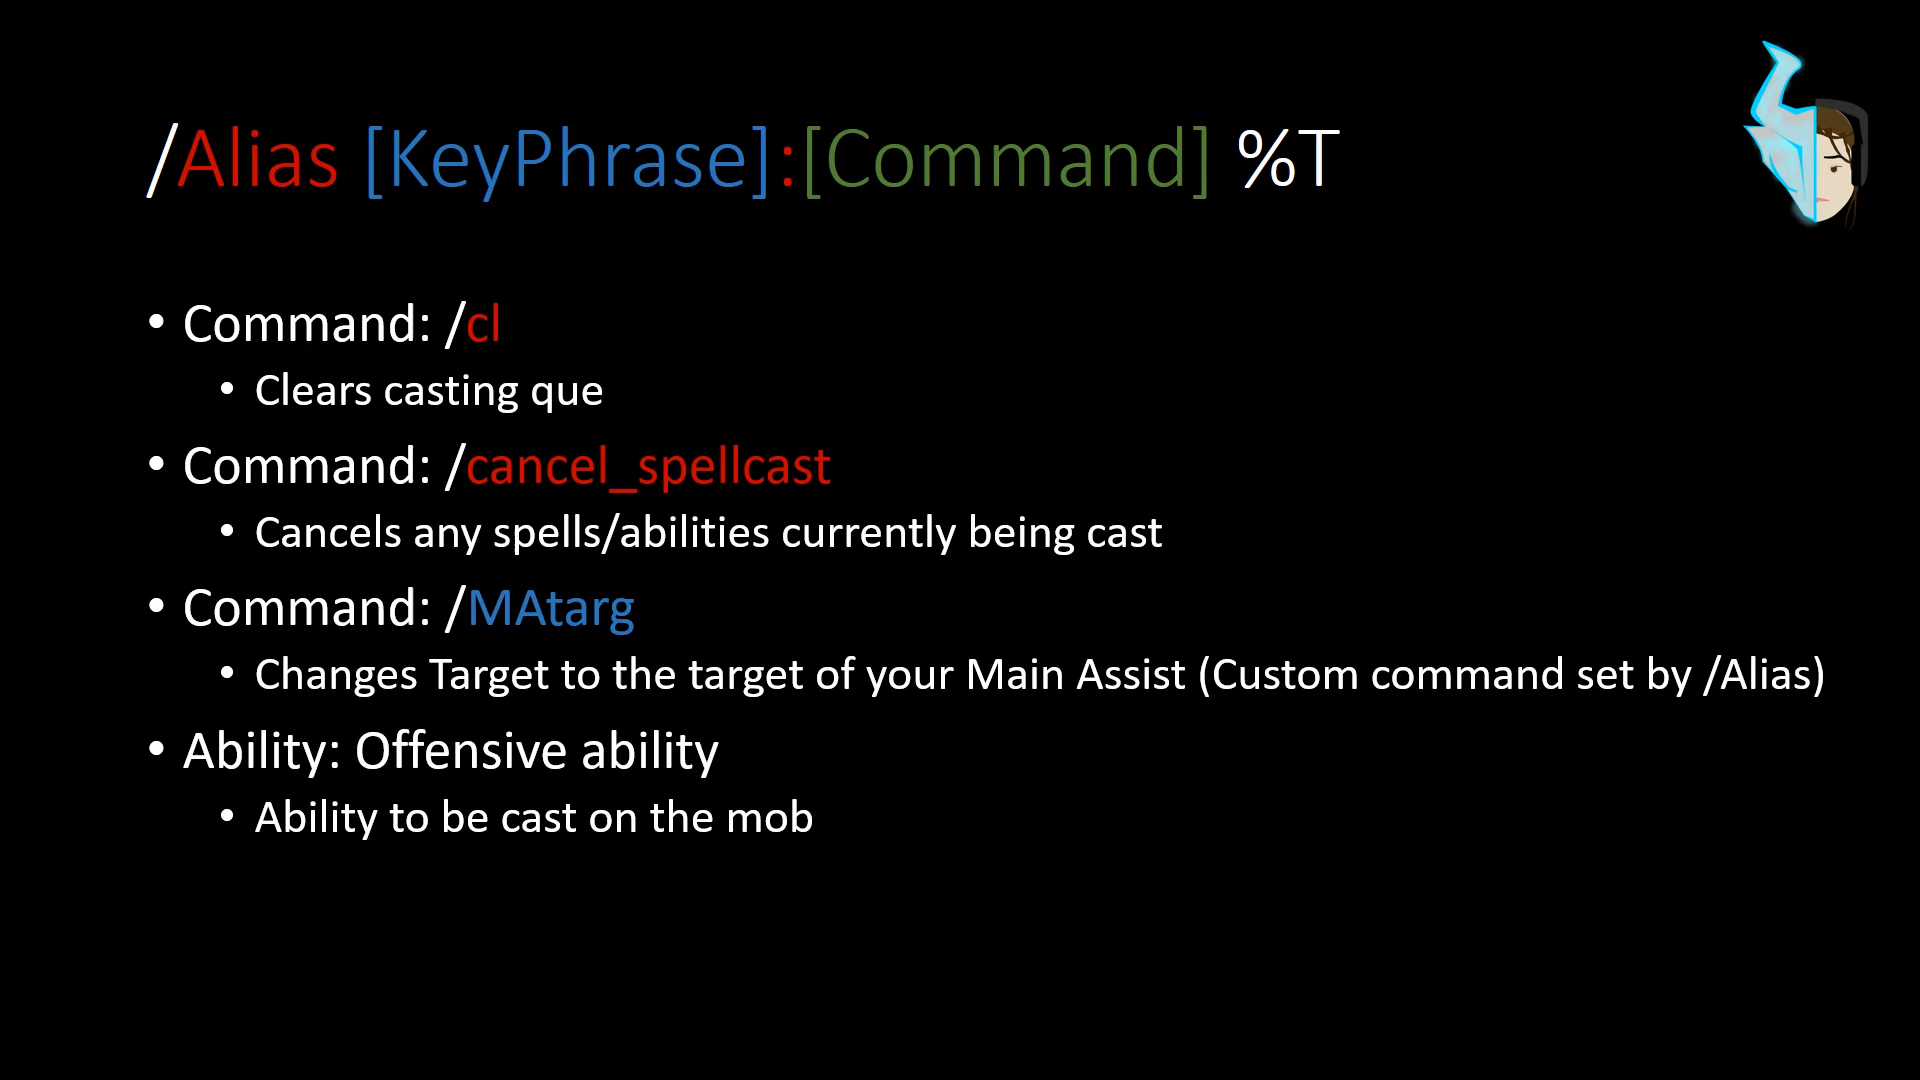 /Alias [KeyPhrase]:[Command] %T
• Command: /cl
• Clears casting que
• Command: /cancel_spellcast
• Cancels any spells/abilities currently being cast
• Command: /MAtarg
• Changes Target to the target of your Main Assist (Custom command set by /Alias)
• Ability: Offensive ability
• Ability to be cast on the mob